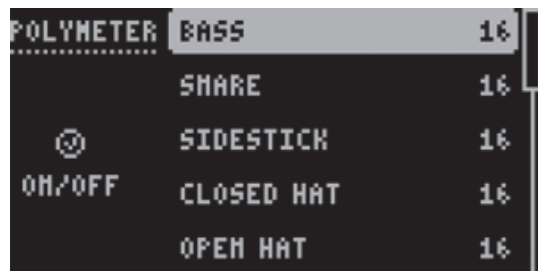 POLYMETER
ON/OFF
BASS 16
SNARE 16
SIDESTICK 16
CLOSED HAT 16
OPEN HAT 16